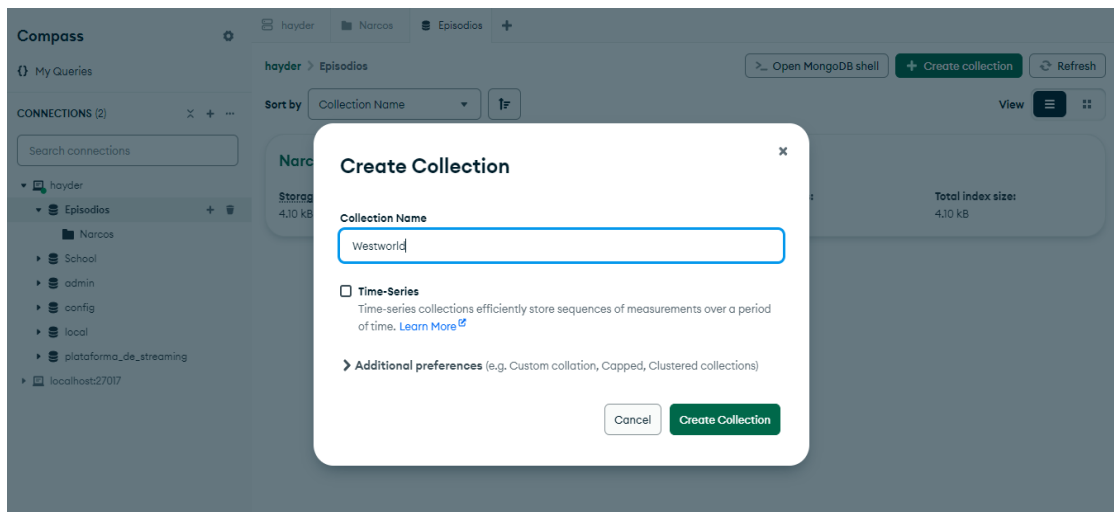 Compass
My Queries
CONNECTIONS (2)
Search connections
hayder
Episodios
Narcos
School
admin
config
local
plataforma_de_streaming
localhost:27017
hayder Narcos Episodios
hayder > Episodios
>_ Open MongoDB shell + Create collection Refresh
Sort by Collection Name View
Narc
Storag
4.10 kB
Total index size:
4.10 kB
Create Collection
Collection Name
Westworld
Time-Series
Time-series collections efficiently store sequences of measurements over a period
of time. Learn More
Additional preferences (e.g. Custom collation, Capped, Clustered collections)
Cancel Create Collection